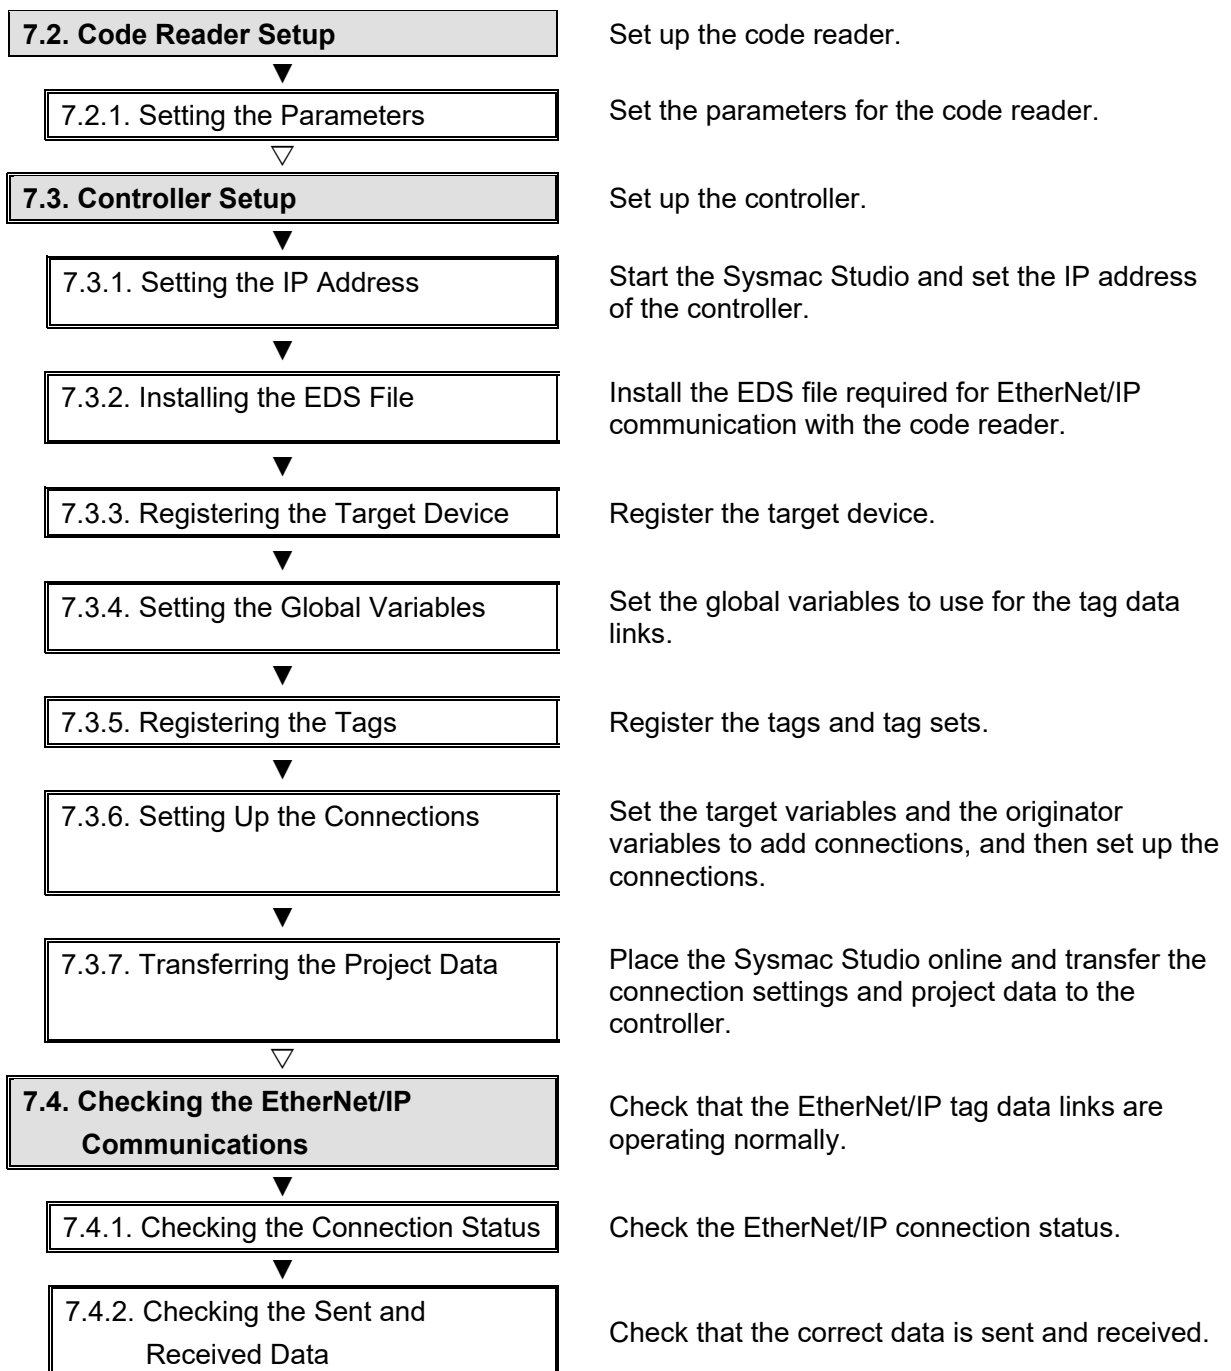 7.2. Code Reader Setup
Set up the code reader.
▼
7.2.1. Setting the Parameters
Set the parameters for the code reader.
▽
7.3. Controller Setup
Set up the controller.
▼
7.3.1. Setting the IP Address
Start the Sysmac Studio and set the IP address
of the controller.
▼
7.3.2. Installing the EDS File
Install the EDS file required for EtherNet/IP
communication with the code reader.
▼
7.3.3. Registering the Target Device
Register the target device.
▼
7.3.4. Setting the Global Variables
Set the global variables to use for the tag data
links.
▼
7.3.5. Registering the Tags
Register the tags and tag sets.
▼
7.3.6. Setting Up the Connections
Set the target variables and the originator
variables to add connections, and then set up the
connections.
▼
7.3.7. Transferring the Project Data
Place the Sysmac Studio online and transfer the
connection settings and project data to the
controller.
▽
7.4. Checking the EtherNet/IP
Communications
Check that the EtherNet/IP tag data links are
operating normally.
▼
7.4.1. Checking the Connection Status
Check the EtherNet/IP connection status.
▼
7.4.2. Checking the Sent and
Received Data
Check that the correct data is sent and received.